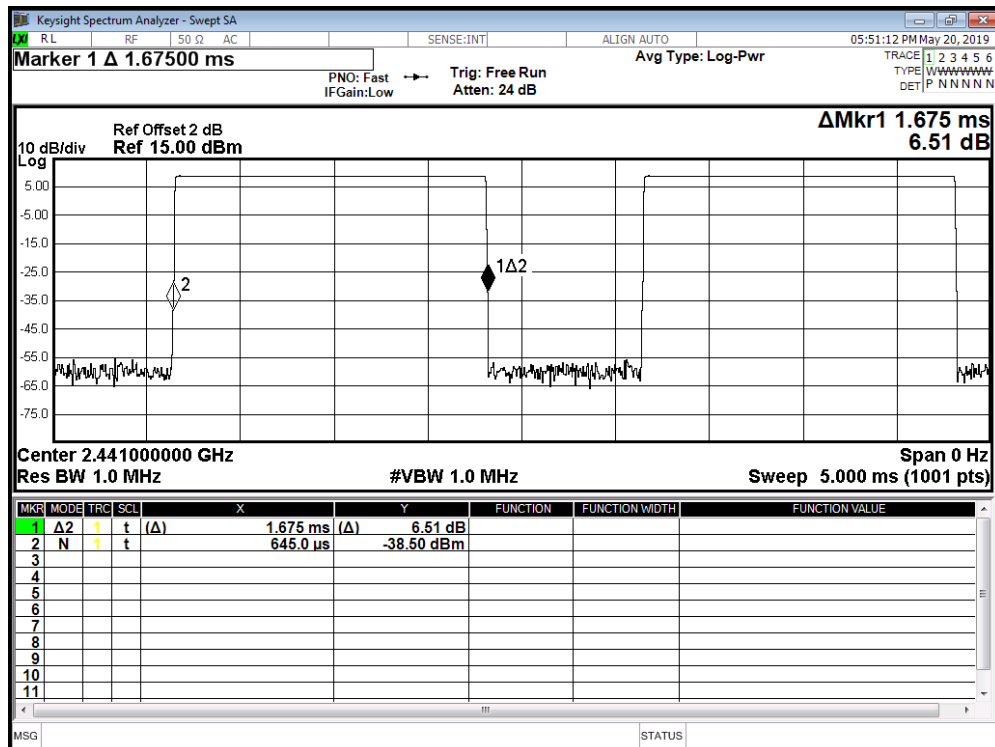 Keysight Spectrum Analyzer - Swept SA
LXI RL RF 50 Ω AC SENSE:INT ALIGN AUTO 05:51:12 PM May 20, 2019
Marker 1 Δ 1.67500 ms
PNO: Fast
IFGain:Low
Trig: Free Run
Atten: 24 dB
Avg Type: Log-Pwr
TRACE 1 2 3 4 5 6
TYPE WWWWWW
DET P N N N N N
ΔMkr1 1.675 ms
6.51 dB
Ref Offset 2 dB
10 dB/div Ref 15.00 dBm
Log
5.00
-5.00
-15.0
-25.0
-35.0
-45.0
-55.0
-65.0
-75.0
2
1Δ2
Center 2.441000000 GHz Span 0 Hz
Res BW 1.0 MHz #VBW 1.0 MHz Sweep 5.000 ms (1001 pts)
MKR MODE TRC SCL X Y FUNCTION FUNCTION WIDTH FUNCTION VALUE
1 Δ2 1 t (Δ) 1.675 ms (Δ) 6.51 dB
2 N 1 t 645.0 µs -38.50 dBm
3
4
5
6
7
8
9
10
11
MSG STATUS